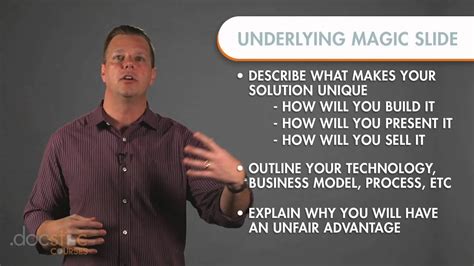 UNDERLYING MAGIC SLIDE
• DESCRIBE WHAT MAKES YOUR
SOLUTION UNIQUE
- HOW WILL YOU BUILD IT
- HOW WILL YOU PRESENT IT
- HOW WILL YOU SELL IT
• OUTLINE YOUR TECHNOLOGY,
BUSINESS MODEL, PROCESS, ETC
• EXPLAIN WHY YOU WILL HAVE
AN UNFAIR ADVANTAGE
.docstoc
COURSES